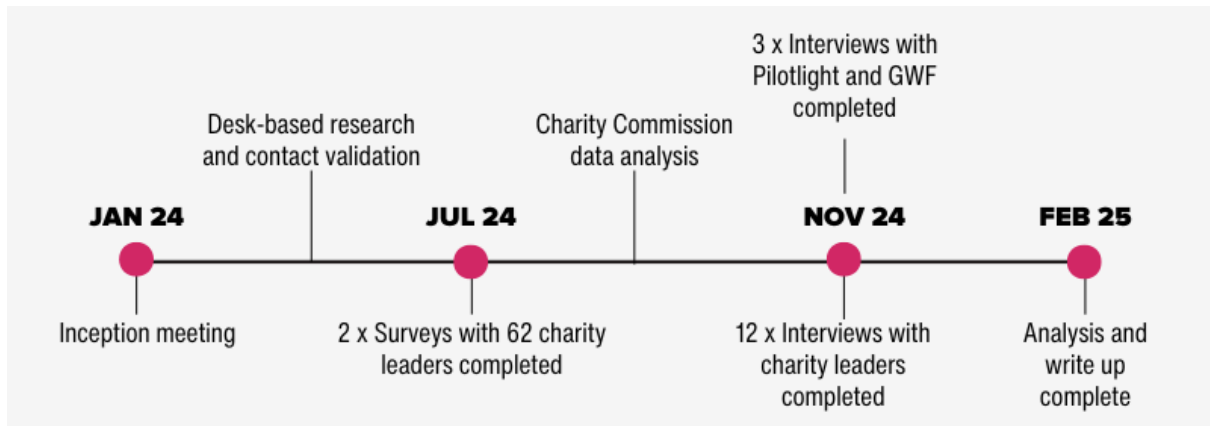 3 x Interviews with
Pilotlight and GWF
completed
Desk-based research
and contact validation
Charity Commission
data analysis
JAN 24
JUL 24
NOV 24
FEB 25
Inception meeting
2 x Surveys with 62 charity
leaders completed
12 x Interviews with
charity leaders
completed
Analysis and
write up
complete